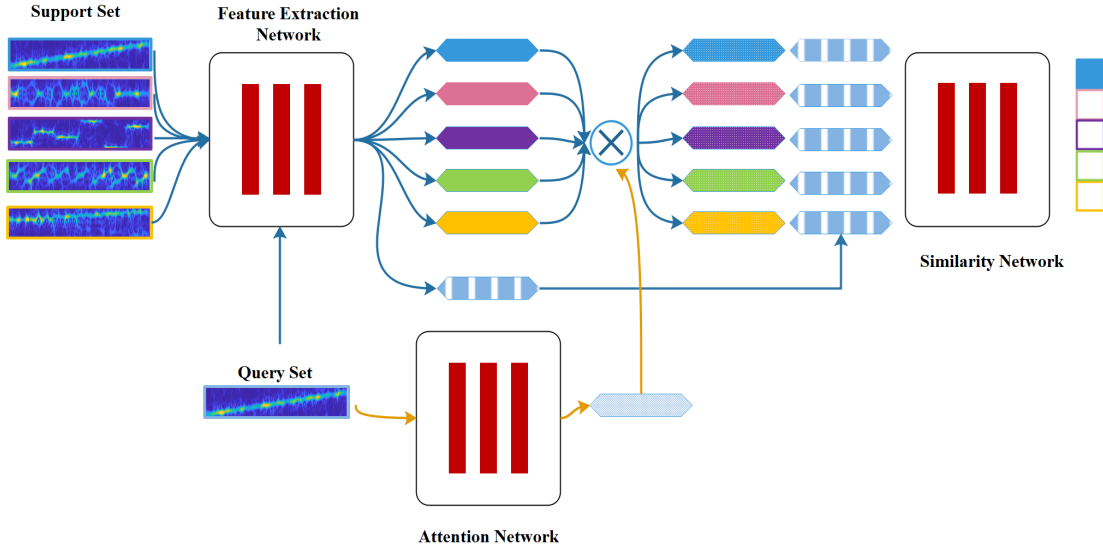 Support Set
Feature Extraction
Network
Similarity Network
Query Set
Attention Network